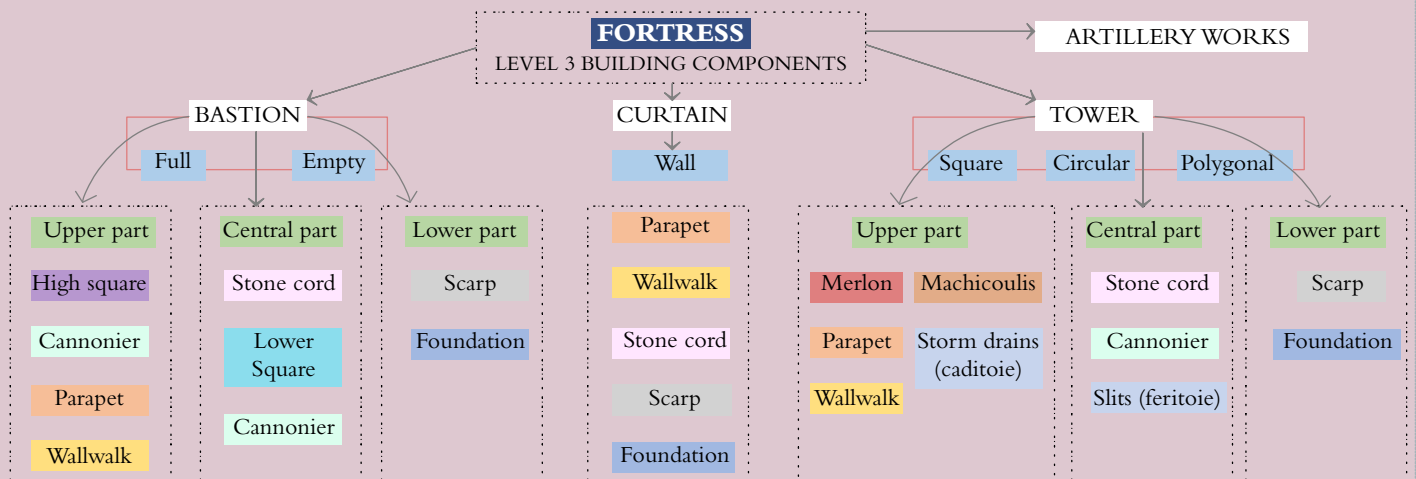 FORTRESS
LEVEL 3 BUILDING COMPONENTS
ARTILLERY WORKS
BASTION
Full
Empty
Upper part
High square
Cannonier
Parapet
Wallwalk
Central part
Stone cord
Lower
Square
Cannonier
Lower part
Scarp
Foundation
CURTAIN
Wall
Parapet
Wallwalk
Stone cord
Scarp
Foundation
TOWER
Square
Circular
Polygonal
Upper part
Merlon
Machicoulis
Parapet
Storm drains
(caditoie)
Wallwalk
Central part
Stone cord
Cannonier
Slits (feritoie)
Lower part
Scarp
Foundation